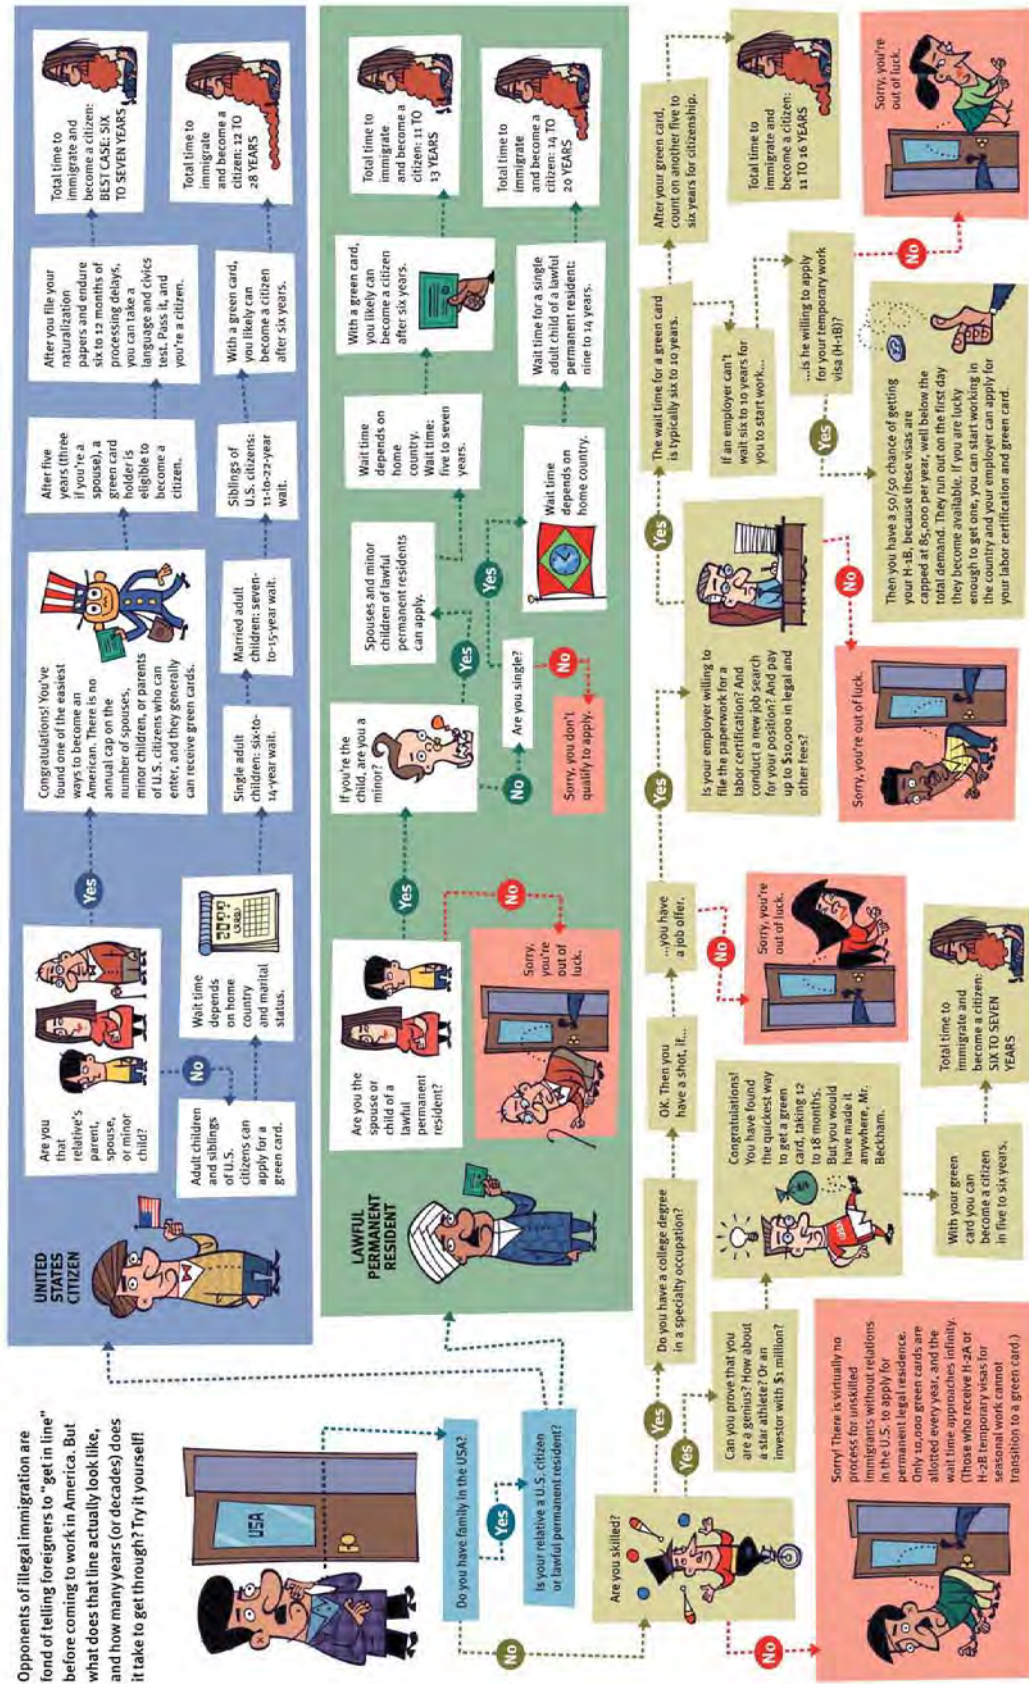 Opponents of illegal immigration are
fond of telling foreigners to "get in line"
before coming to work in America. But
what does that line actually look like,
and how many years (or decades) does
it take to get through? Try it yourself!
USA
Do you have family in the USA?
Yes
No
Is your relative a U.S. citizen
or lawful permanent resident?
UNITED
STATES
CITIZEN
Are you
that
relative's
parent,
spouse,
or minor
child?
Yes
Congratulations! You've
found one of the easiest
ways to become an
American. There is no
annual cap on the
number of spouses,
minor children, or parents
of U.S. citizens who can
enter, and they generally
can receive green cards.
After five
years (three
if you're a
spouse), a
green card
holder is
eligible to
become a
citizen.
After you file your
naturalization
papers and endure
six to 12 months of
processing delays,
you can take a
language and civics
test. Pass it, and
you're a citizen.
Total time to
immigrate and
become a citizen:
BEST CASE: SIX
TO SEVEN YEARS
No
Adult children
and siblings
of U.S.
citizens can
apply for a
green card.
Wait time
depends
on home
country
and marital
status.
Single adult
children: six-to-
14-year wait.
Married adult
children: seven-
to-15-year wait.
Siblings of
U.S. citizens:
11-to-22-year
wait.
With a green card,
you likely can
become a citizen
after six years.
Total time to
immigrate
and become a
citizen: 12 TO
28 YEARS
LAWFUL
PERMANENT
RESIDENT
Are you the
spouse or
child of a
lawful
permanent
resident?
Yes
No
Sorry,
you're
out of
luck.
If you're the
child, are you a
minor?
Yes
Spouses and minor
children of lawful
permanent residents
can apply.
Wait time
depends on
home
country.
Wait time:
five to seven
years.
With a green card,
you likely can
become a citizen
after six years.
Total time to
immigrate
and become a
citizen: 11 TO
13 YEARS
No
Are you single?
Yes
No
Sorry, you don't
qualify to apply.
Wait time
depends on
home country.
Wait time for a single
adult child of a lawful
permanent resident:
nine to 14 years.
Total time to
immigrate
and become a
citizen: 14 TO
20 YEARS
Are you skilled?
Yes
Yes
No
Do you have a college degree
in a specialty occupation?
OK. Then you
have a shot, if...
...you have
a job offer.
Yes
No
Sorry, you're
out of luck.
Is your employer willing to
file the paperwork for a
labor certification? And
conduct a new job search
for your position? And pay
up to $10,000 in legal and
other fees?
Yes
No
Sorry, you're out of luck.
The wait time for a green card
is typically six to 10 years.
After your green card,
count on another five to
six years for citizenship.
Total time to
immigrate and
become a citizen:
11 TO 16 YEARS
If an employer can't
wait six to 10 years for
you to start work...
...is he willing to apply
for your temporary work
visa (H-1B)?
No
Sorry, you're
out of luck.
Yes
Then you have a 50/50 chance of getting
your H-1B, because these visas are
capped at 85,000 per year, well below the
total demand. They run out on the first day
they become available. If you are lucky
enough to get one, you can start working in
the country and your employer can apply for
your labor certification and green card.
Can you prove that you
are a genius? How about
a star athlete? Or an
investor with $1 million?
Congratulations!
You have found
the quickest way
to get a green
card, taking 12
to 18 months.
But you would
have made it
anywhere, Mr.
Beckham.
With your green
card you can
become a citizen
in five to six years.
Total time to
immigrate and
become a citizen:
SIX TO SEVEN
YEARS
Sorry! There is virtually no
process for unskilled
immigrants without relations
in the U.S. to apply for
permanent legal residence.
Only 10,000 green cards are
allotted every year, and the
wait time approaches infinity.
(Those who receive H-2A or
H-2B temporary visas for
seasonal work cannot
transition to a green card.)